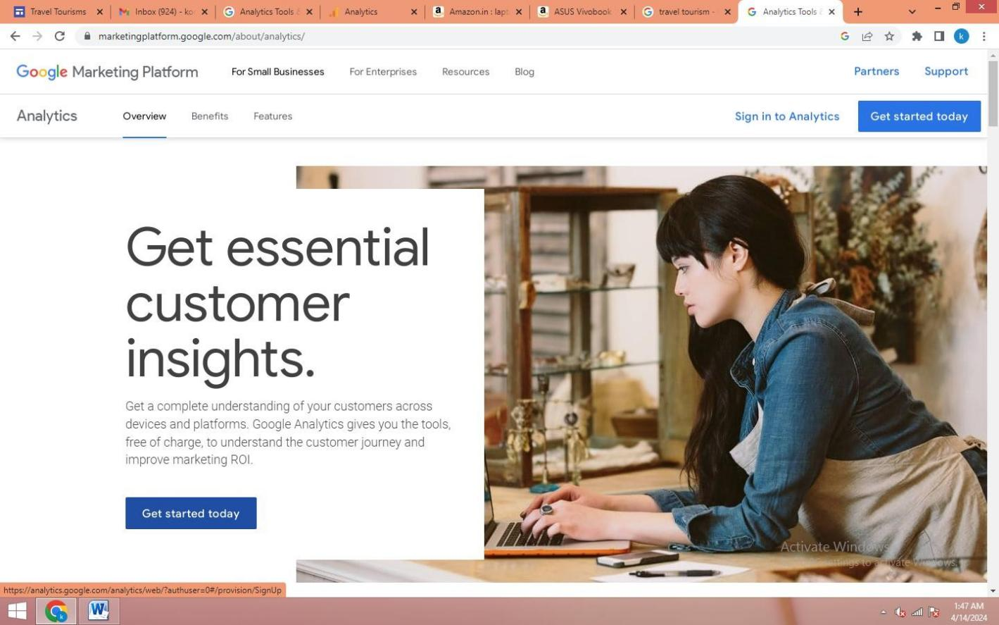 Travel Tourisms
Inbox (924) - ko
Analytics Tools &
Analytics
Amazon.in : lapt
ASUS Vivobook
travel tourism -
Analytics Tools &
marketingplatform.google.com/about/analytics/
k
Google Marketing Platform
For Small Businesses
For Enterprises
Resources
Blog
Partners
Support
Analytics
Overview
Benefits
Features
Sign in to Analytics
Get started today
Get essential
customer
insights.
Get a complete understanding of your customers across
devices and platforms. Google Analytics gives you the tools,
free of charge, to understand the customer journey and
improve marketing ROI.
Get started today
Activate Windows
settings to activate Windows.
https://analytics.google.com/analytics/web/?authuser=0#/provision/SignUp
1:47 AM
4/14/2024